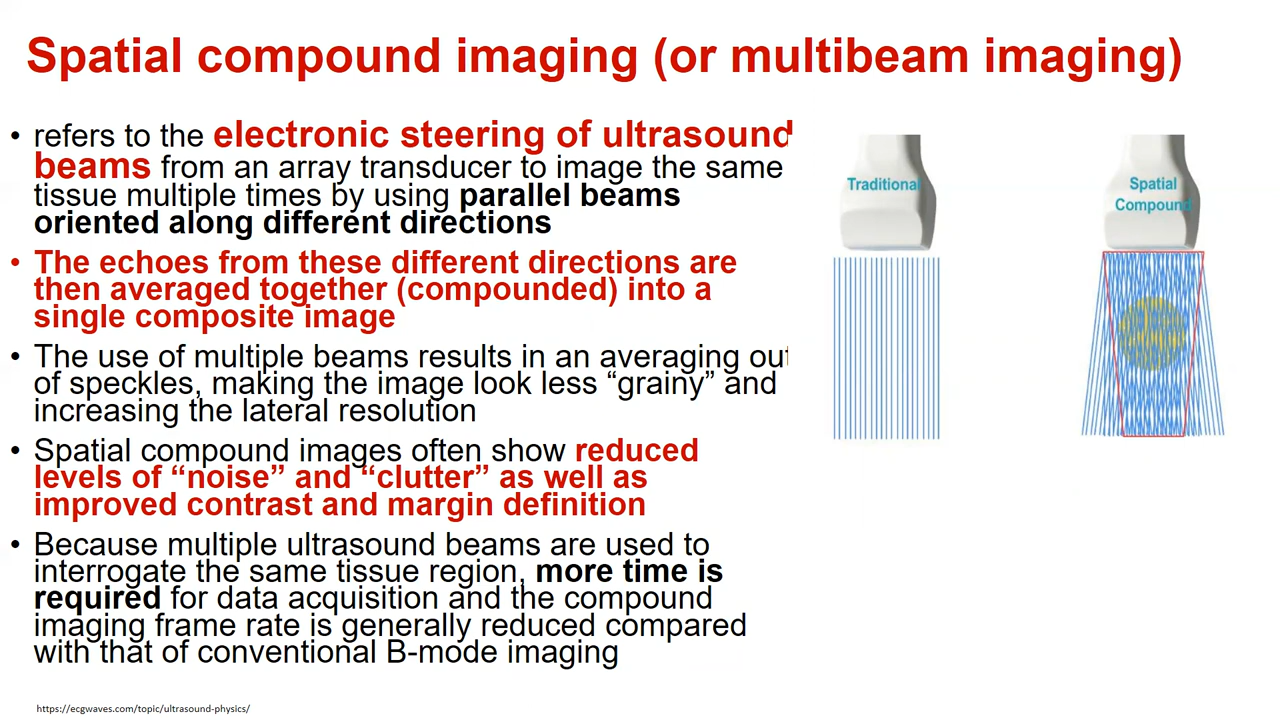 Spatial compound imaging (or multibeam imaging)
• refers to the electronic steering of ultrasound
beams from an array transducer to image the same
tissue multiple times by using parallel beams
oriented along different directions
• The echoes from these different directions are
then averaged together (compounded) into a
single composite image
• The use of multiple beams results in an averaging out
of speckles, making the image look less “grainy” and
increasing the lateral resolution
• Spatial compound images often show reduced
levels of “noise” and “clutter” as well as
improved contrast and margin definition
• Because multiple ultrasound beams are used to
interrogate the same tissue region, more time is
required for data acquisition and the compound
imaging frame rate is generally reduced compared
with that of conventional B-mode imaging
Traditional
Spatial
Compound
https://ecgwaves.com/topic/ultrasound-physics/